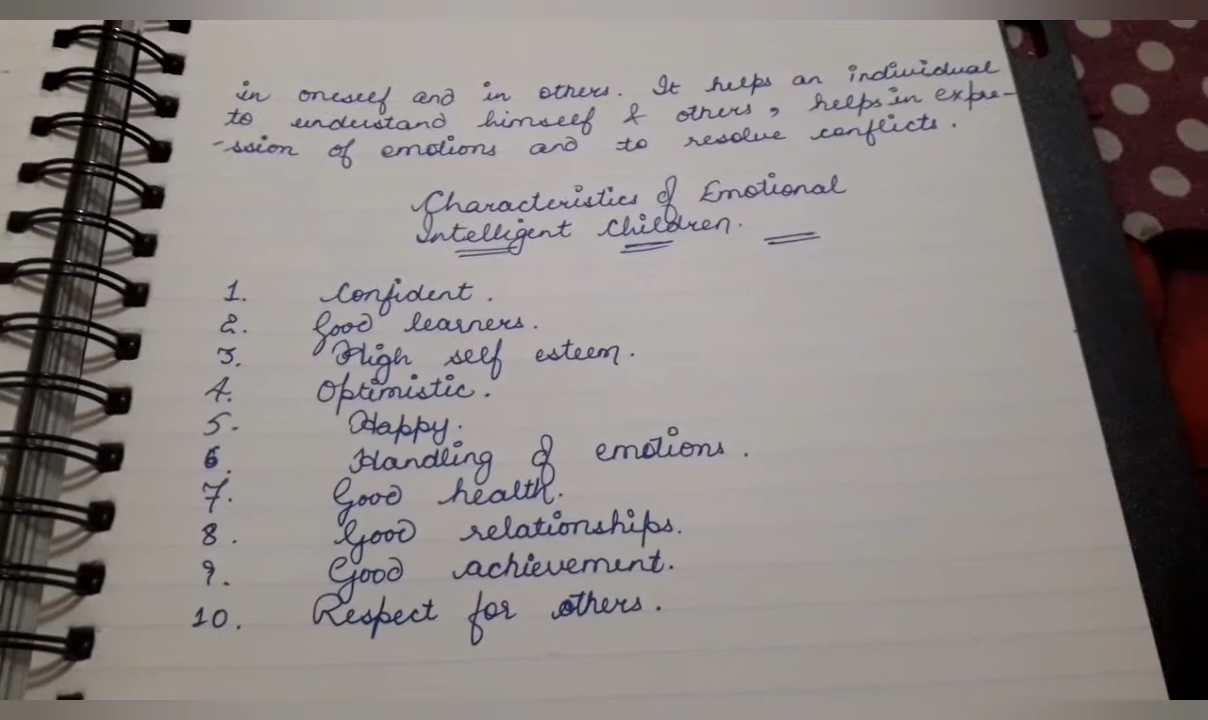 in oneself and in others. It helps an individual
to understand himself & others, helps in expre-
-ssion of emotions and to resolve conflicts.
Characteristics of Emotional
Intelligent Children.
1. Confident.
2. Good learners.
3. High self esteem.
4. Optimistic.
5. Happy.
6. Handling of emotions.
7. Good health.
8. Good relationships.
9. Good achievement.
10. Respect for others.